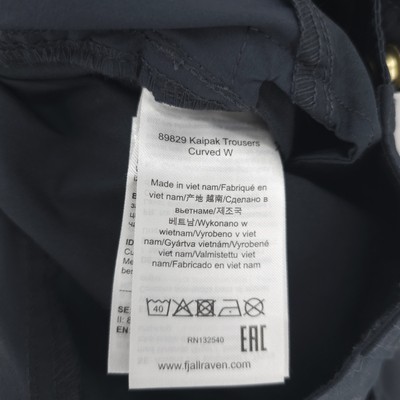 89829 Kaipak Trousers
Curved W
Made in viet nam/Fabriqué en
viet nam/产地 越南/Сделано в
вьетнаме/제조국
베트남/Wykonano w
wietnam/Vyrobeno v viet
nam/Gyártva vietnám/Vyrobené
viet nam/Valmistettu viet
nam/Fabricado en viet nam
40
RN132540
EAC
www.fjallraven.com